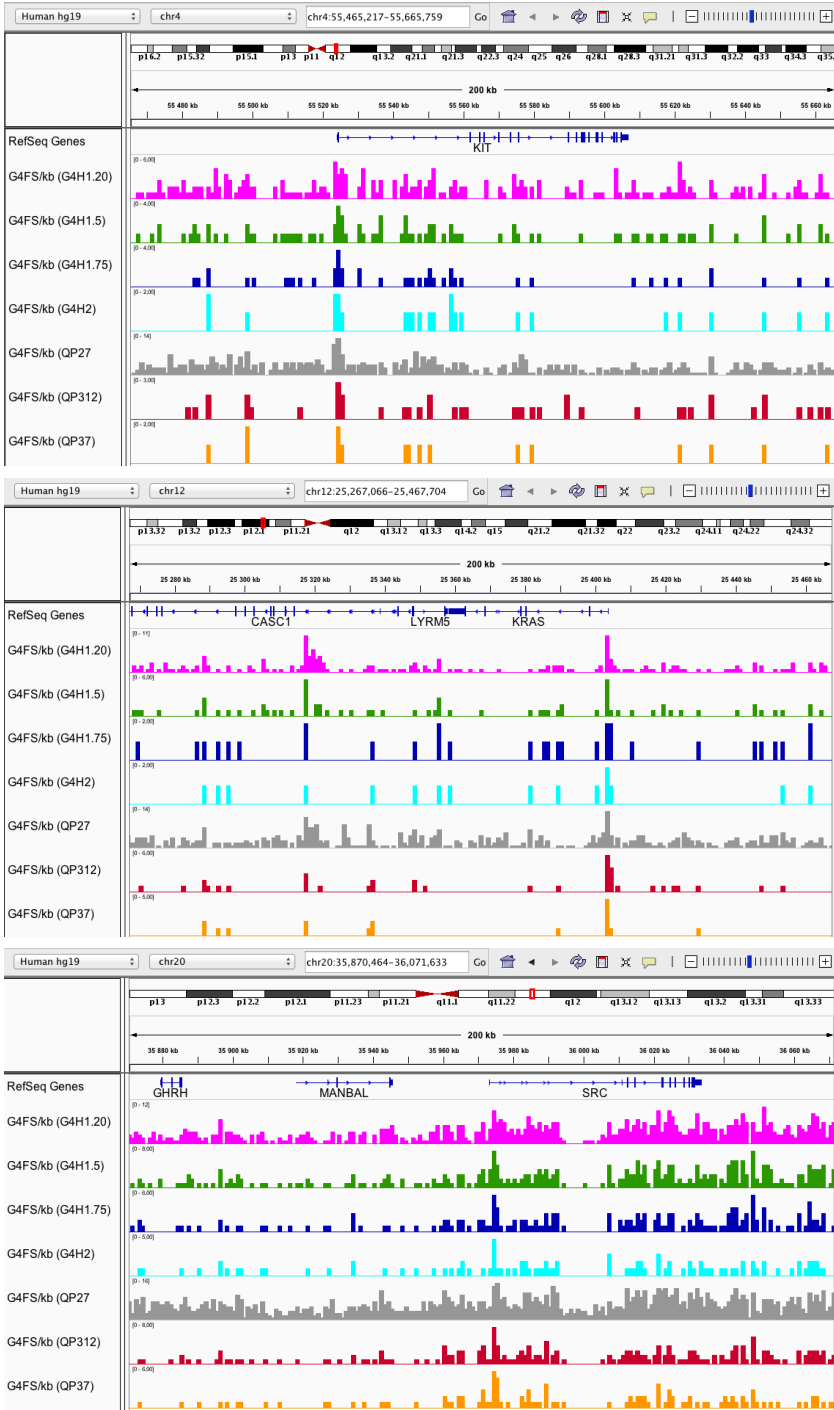 Human hg19 chr4 chr4:55,465,217-55,665,759 Go
p16.2 p15.32 p15.1 p13 p11 q12 q13.2 q21.1 q21.3 q22.3 q24 q25 q26 q28.1 q28.3 q31.21 q31.3 q32.2 q33 q34.3 q35.
200 kb
55 480 kb 55 500 kb 55 520 kb 55 540 kb 55 560 kb 55 580 kb 55 600 kb 55 620 kb 55 640 kb 55 660 kb
RefSeq Genes
KIT
[0 - 6,00]
G4FS/kb (G4H1.20)
[0 - 4,00]
G4FS/kb (G4H1.5)
[0 - 4,00]
G4FS/kb (G4H1.75)
[0 - 2,00]
G4FS/kb (G4H2)
[0 - 14]
G4FS/kb (QP27
[0 - 3,00]
G4FS/kb (QP312)
[0 - 2,00]
G4FS/kb (QP37)
Human hg19 chr12 chr12:25,267,066-25,467,704 Go
p13.32 p13.2 p12.3 p12.1 p11.21 q12 q13.12 q13.3 q14.2 q15 q21.2 q21.32 q22 q23.2 q24.11 q24.22 q24.32
200 kb
25 280 kb 25 300 kb 25 320 kb 25 340 kb 25 360 kb 25 380 kb 25 400 kb 25 420 kb 25 440 kb 25 460 kb
RefSeq Genes
CASC1 LYRM5 KRAS
[0 - 11]
G4FS/kb (G4H1.20)
[0 - 6,00]
G4FS/kb (G4H1.5)
[0 - 2,00]
G4FS/kb (G4H1.75)
[0 - 2,00]
G4FS/kb (G4H2)
[0 - 14]
G4FS/kb (QP27
[0 - 6,00]
G4FS/kb (QP312)
[0 - 5,00]
G4FS/kb (QP37)
Human hg19 chr20 chr20:35,870,464-36,071,633 Go
p13 p12.3 p12.2 p12.1 p11.23 p11.21 q11.1 q11.22 q12 q13.12 q13.13 q13.2 q13.31 q13.33
200 kb
35 880 kb 35 900 kb 35 920 kb 35 940 kb 35 960 kb 35 980 kb 36 000 kb 36 020 kb 36 040 kb 36 060 kb
RefSeq Genes
GHRH MANBAL SRC
[0 - 12]
G4FS/kb (G4H1.20)
[0 - 8,00]
G4FS/kb (G4H1.5)
[0 - 6,00]
G4FS/kb (G4H1.75)
[0 - 5,00]
G4FS/kb (G4H2)
[0 - 16]
G4FS/kb (QP27
[0 - 8,00]
G4FS/kb (QP312)
[0 - 6,00]
G4FS/kb (QP37)